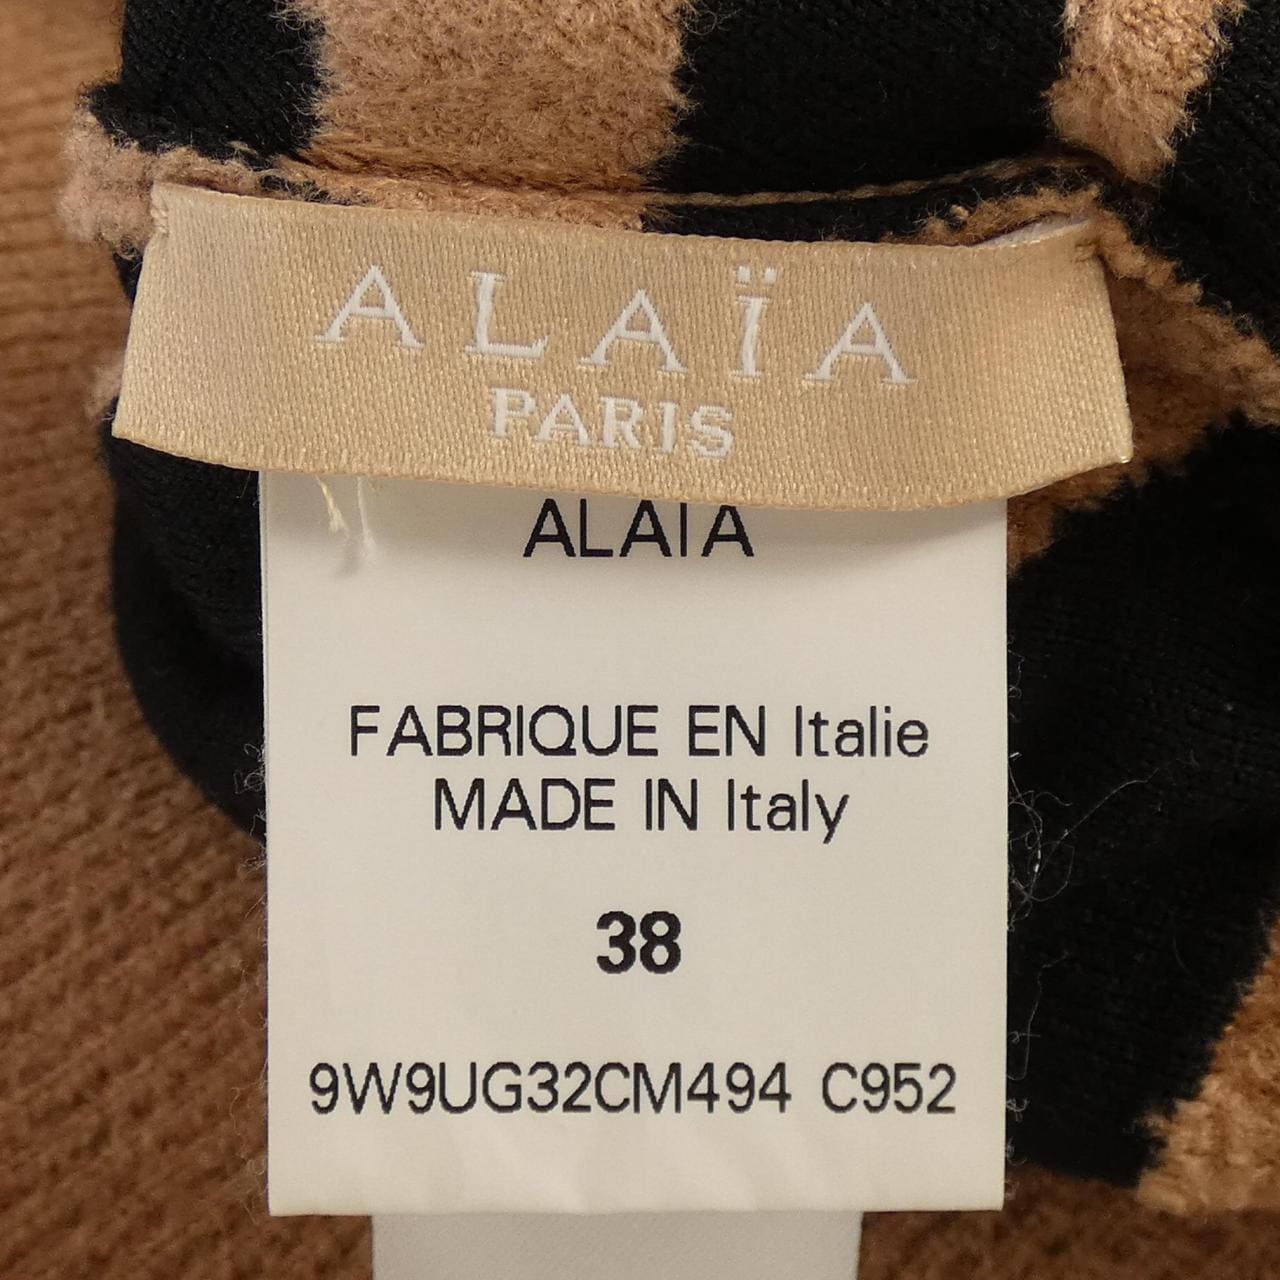 ALAÏA
PARIS
ALAIA
FABRIQUE EN Italie
MADE IN Italy
38
9W9UG32CM494 C952